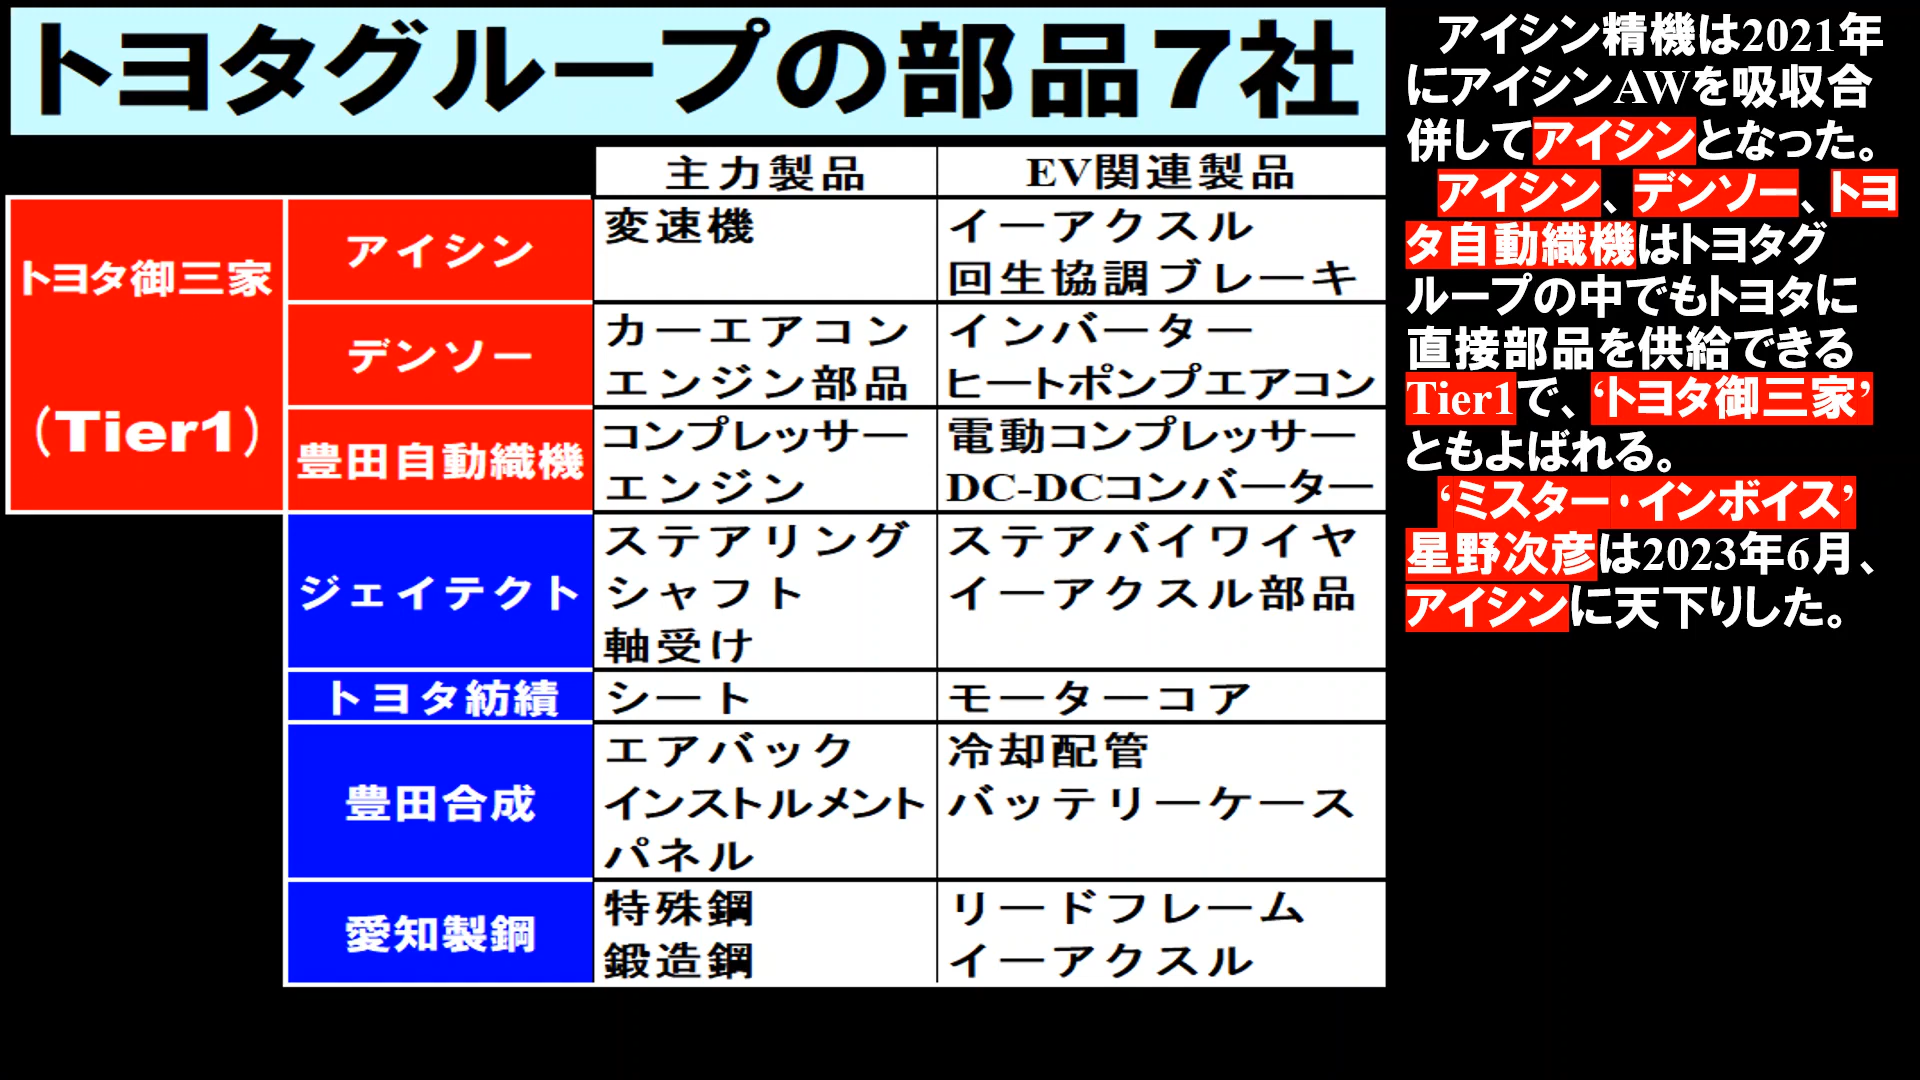 トヨタグループの部品7社
主力製品 EV関連製品
トヨタ御三家
（Tier1）
アイシン
変速機
イーアクスル
回生協調ブレーキ
デンソー
カーエアコン
エンジン部品
インバーター
ヒートポンプエアコン
豊田自動織機
コンプレッサー
エンジン
電動コンプレッサー
DC-DCコンバーター
ジェイテクト
ステアリング
シャフト
軸受け
ステアバイワイヤ
イーアクスル部品
トヨタ紡績
シート
モーターコア
豊田合成
エアバック
インストルメント
パネル
冷却配管
バッテリーケース
愛知製鋼
特殊鋼
鍛造鋼
リードフレーム
イーアクスル
アイシン精機は2021年
にアイシンAWを吸収合
併してアイシンとなった。
アイシン、デンソー、トヨ
タ自動織機はトヨタグ
ループの中でもトヨタに
直接部品を供給できる
Tier1で、‘トヨタ御三家’
ともよばれる。
‘ミスター・インボイス’
星野次彦は2023年6月、
アイシンに天下りした。